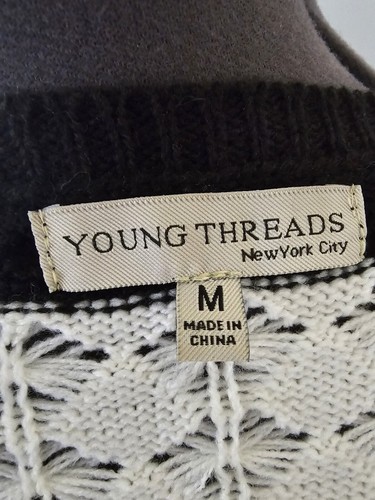 YOUNG THREADS
NewYork City
M
MADE IN
CHINA